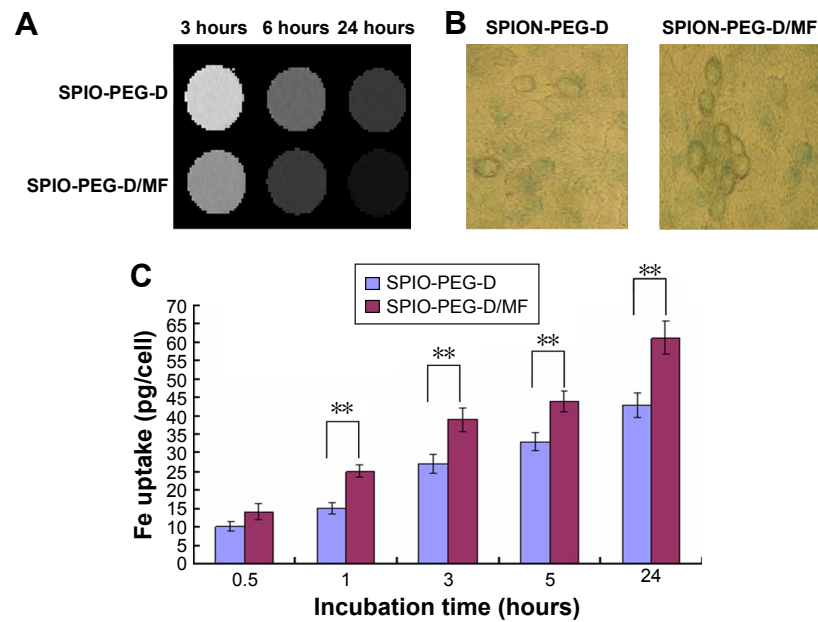 A
3 hours 6 hours 24 hours
SPIO-PEG-D
SPIO-PEG-D/MF
B
SPION-PEG-D SPION-PEG-D/MF
C
SPIO-PEG-D
SPIO-PEG-D/MF
Fe uptake (pg/cell)
70
65
60
55
50
45
40
35
30
25
20
15
10
5
0
**
**
**
**
0.5 1 3 5 24
Incubation time (hours)